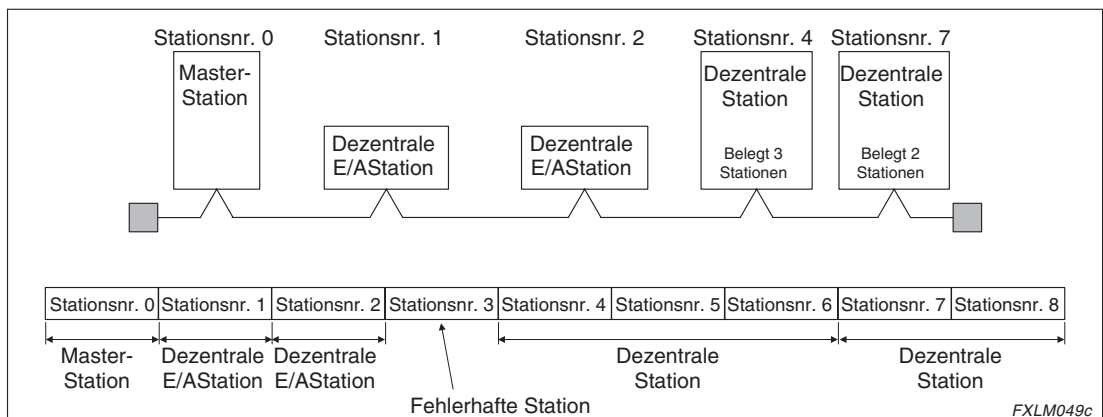 Stationsnr. 0 Stationsnr. 1 Stationsnr. 2 Stationsnr. 4 Stationsnr. 7
Master-
Station
Dezentrale
E/AStation
Dezentrale
E/AStation
Dezentrale
Station
Belegt 3
Stationen
Dezentrale
Station
Belegt 2
Stationen
Stationsnr. 0 Stationsnr. 1 Stationsnr. 2 Stationsnr. 3 Stationsnr. 4 Stationsnr. 5 Stationsnr. 6 Stationsnr. 7 Stationsnr. 8
Master-
Station
Dezentrale
E/AStation
Dezentrale
E/AStation
Dezentrale
Station
Dezentrale
Station
Fehlerhafte Station
FXLM049c